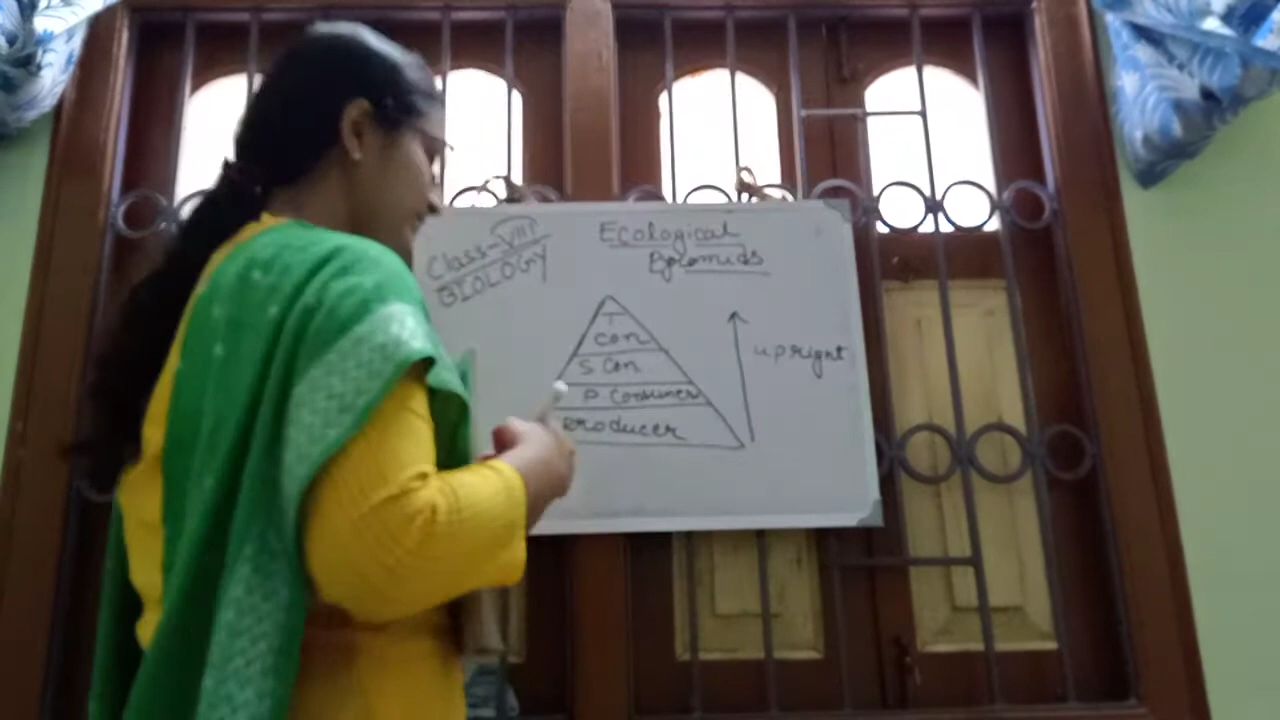 Class-VIII
BIOLOGY
Ecological
Pyramids
T
con
S Con
P. Consumer
Producer
upright